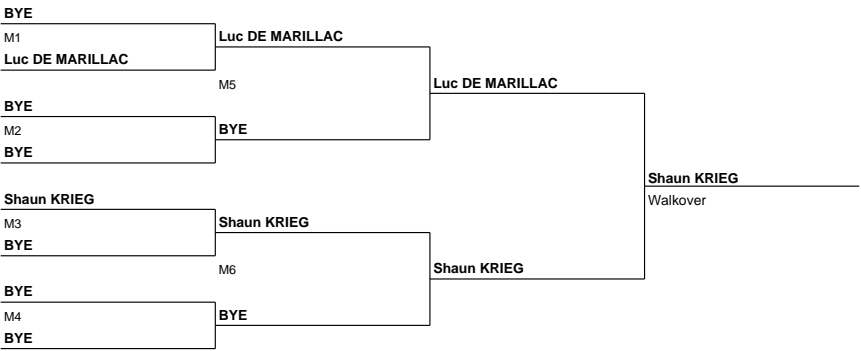 BYE
M1
Luc DE MARILLAC
Luc DE MARILLAC
M5
BYE
M2
BYE
BYE
Luc DE MARILLAC
Shaun KRIEG
M3
BYE
Shaun KRIEG
M6
BYE
M4
BYE
BYE
Shaun KRIEG
Shaun KRIEG
Walkover